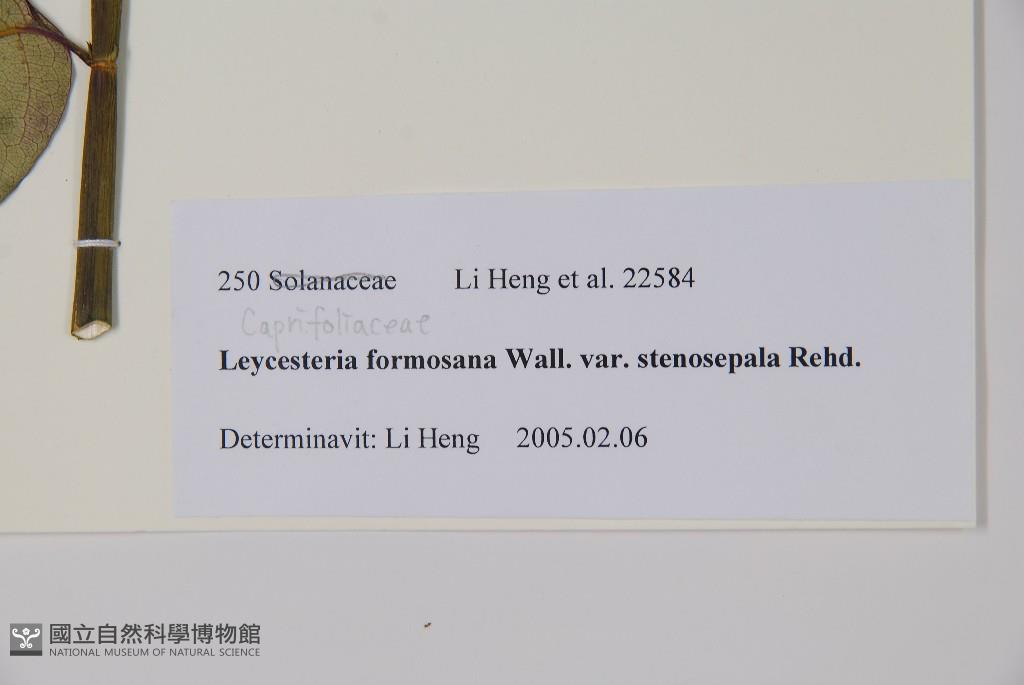 250 Solanaceae Li Heng et al. 22584
Caprifoliaceae
Leycesteria formosana Wall. var. stenosepala Rehd.
Determinavit: Li Heng 2005.02.06
國立自然科學博物館
NATIONAL MUSEUM OF NATURAL SCIENCE